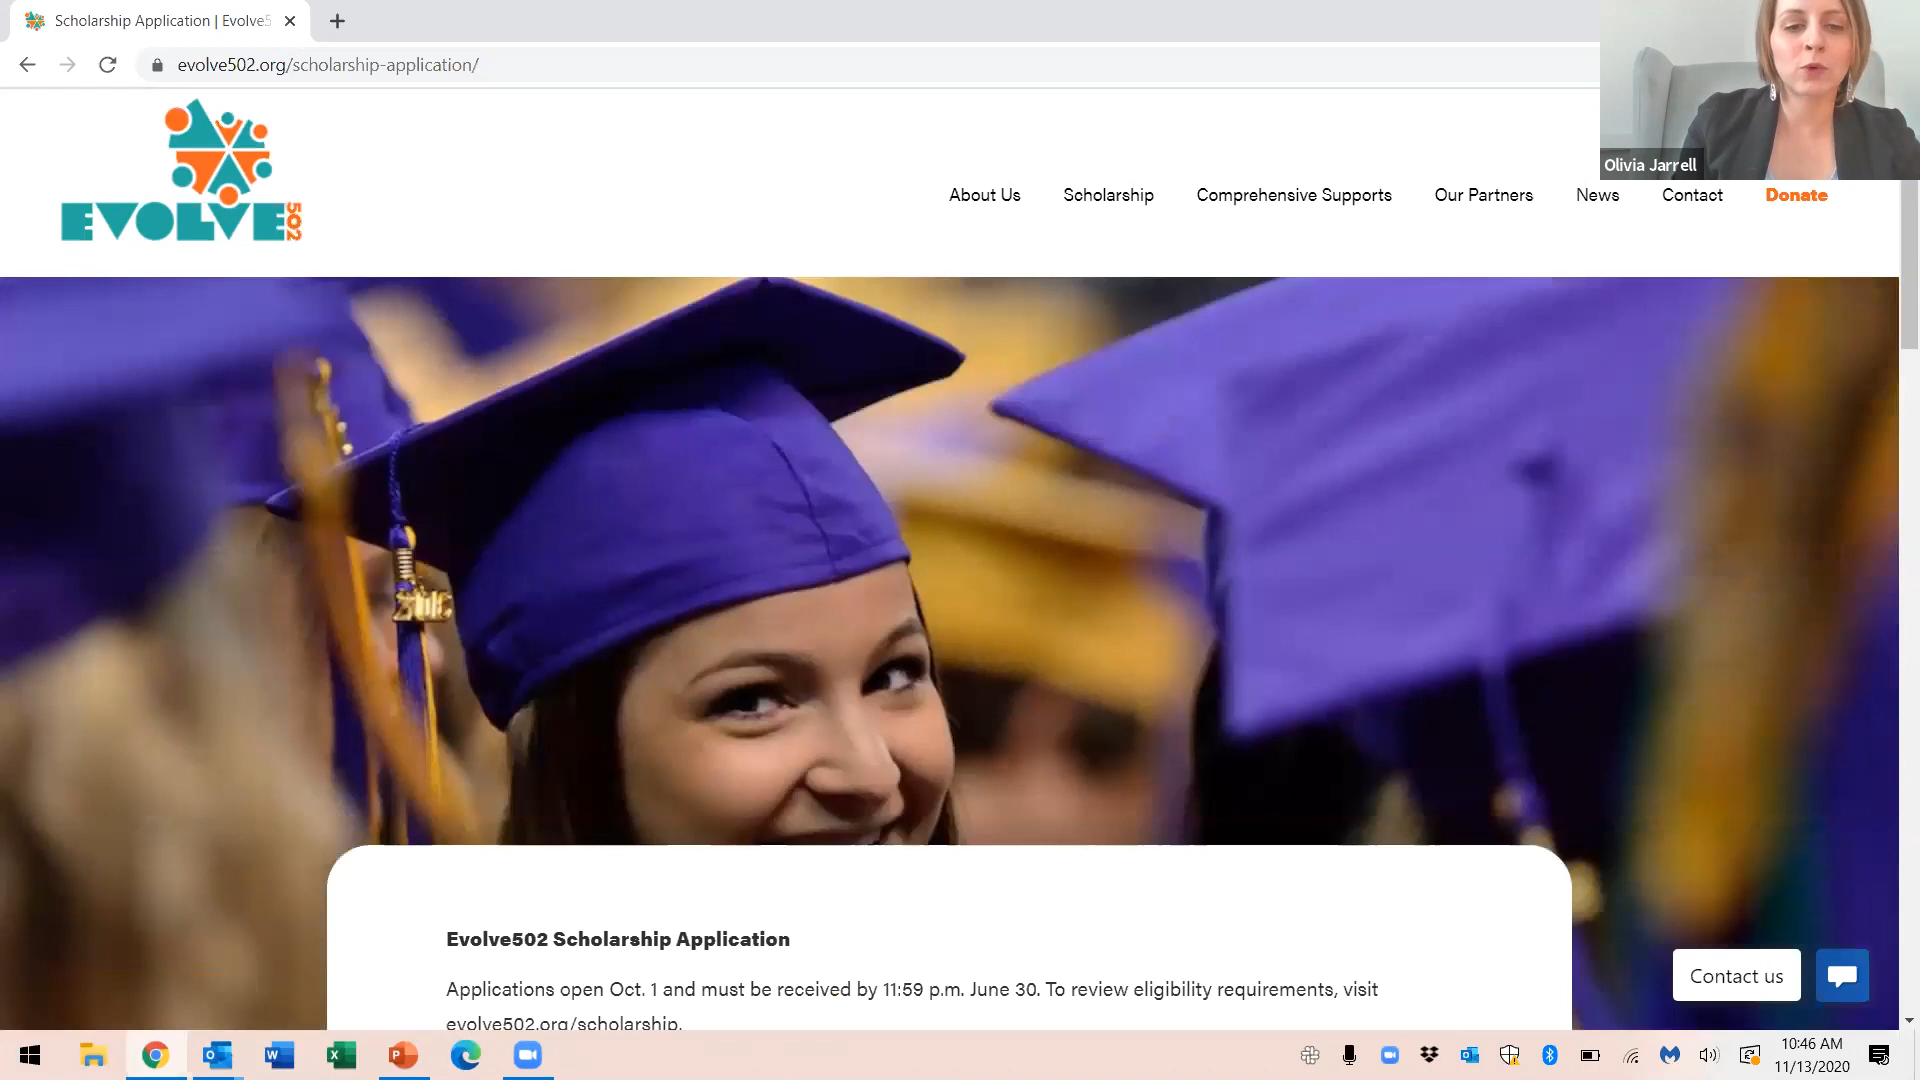 Scholarship Application | Evolve5
evolve502.org/scholarship-application/
EVOLVE 502
About Us
Scholarship
Comprehensive Supports
Our Partners
News
Contact
Donate
Olivia Jarrell
Evolve502 Scholarship Application
Applications open Oct. 1 and must be received by 11:59 p.m. June 30. To review eligibility requirements, visit
evolve502.org/scholarship.
Contact us
10:46 AM
11/13/2020